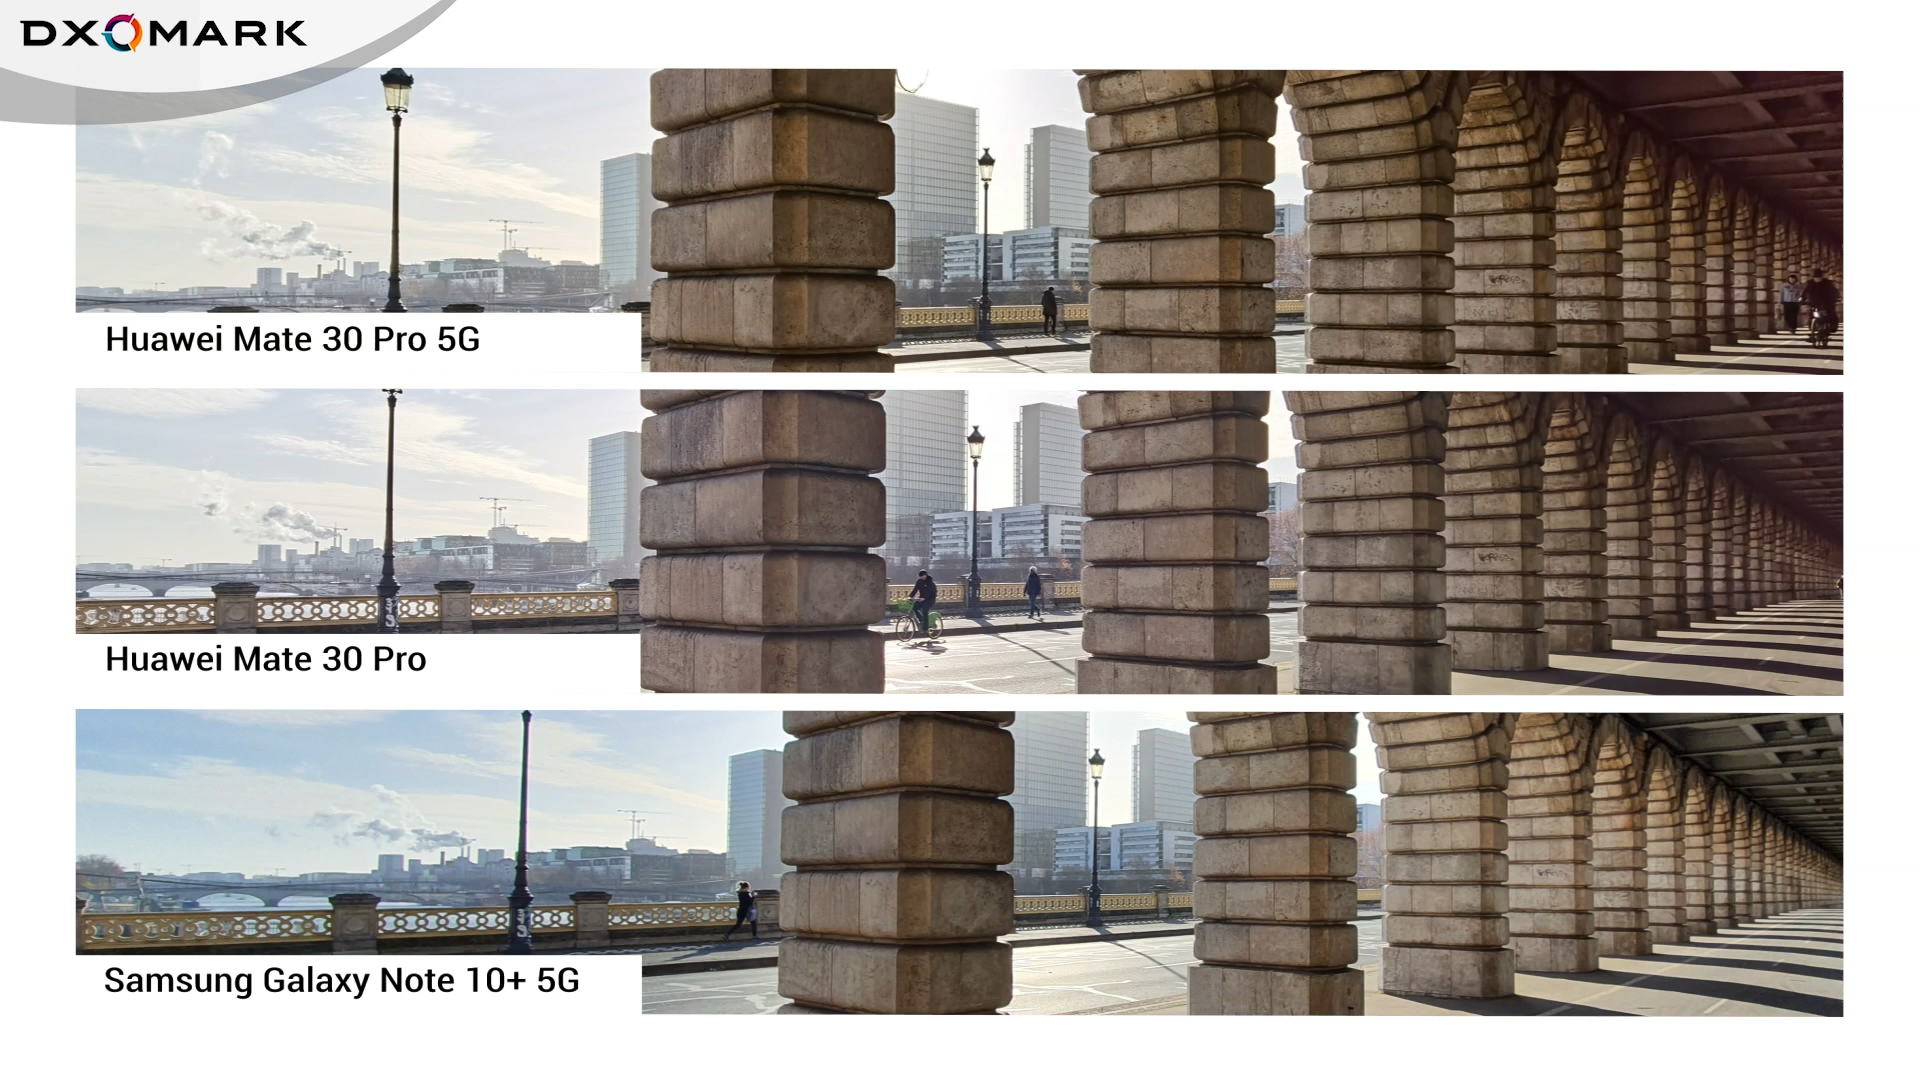 DXOMARK
Huawei Mate 30 Pro 5G
Huawei Mate 30 Pro
Samsung Galaxy Note 10+ 5G